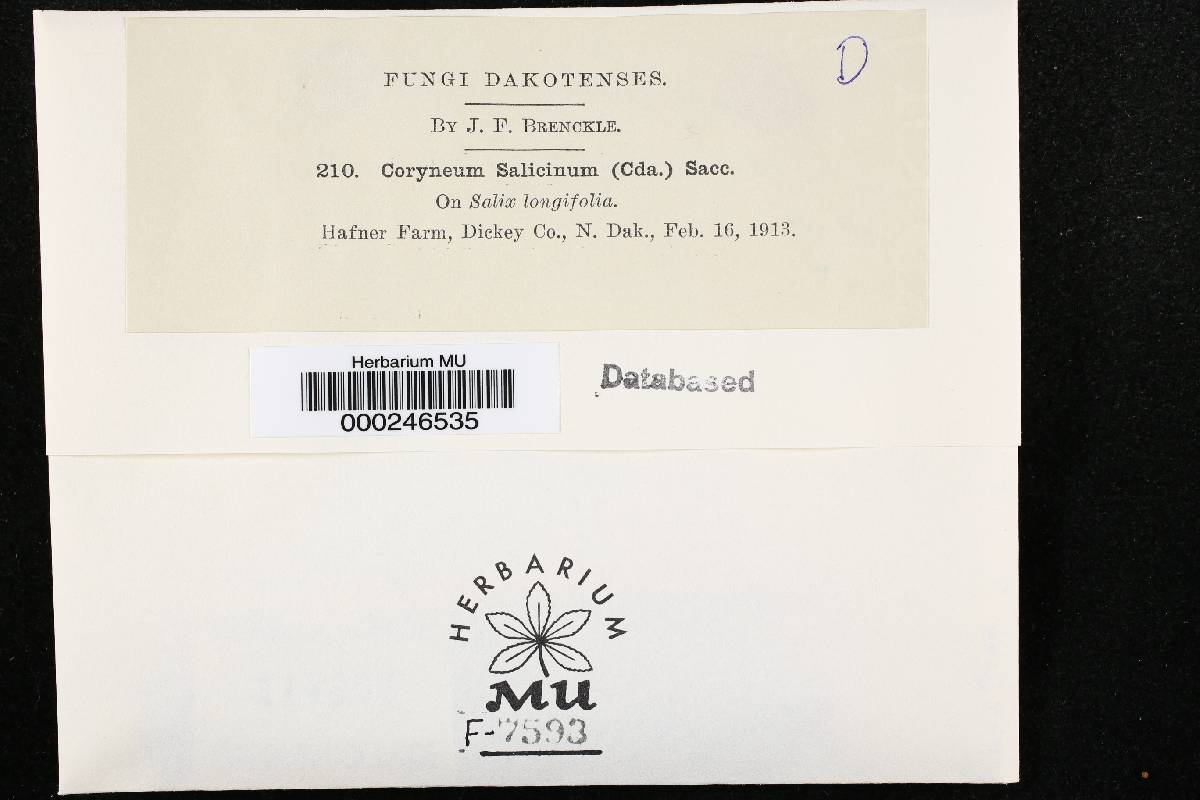 D
FUNGI DAKOTENSES.
BY J. F. BRENCKLE.
210. Coryneum Salicinum (Cda.) Sacc.
On Salix longifolia.
Hafner Farm, Dickey Co., N. Dak., Feb. 16, 1913.
Herbarium MU
000246535
Databased
HERBARIUM
MU
F-7593